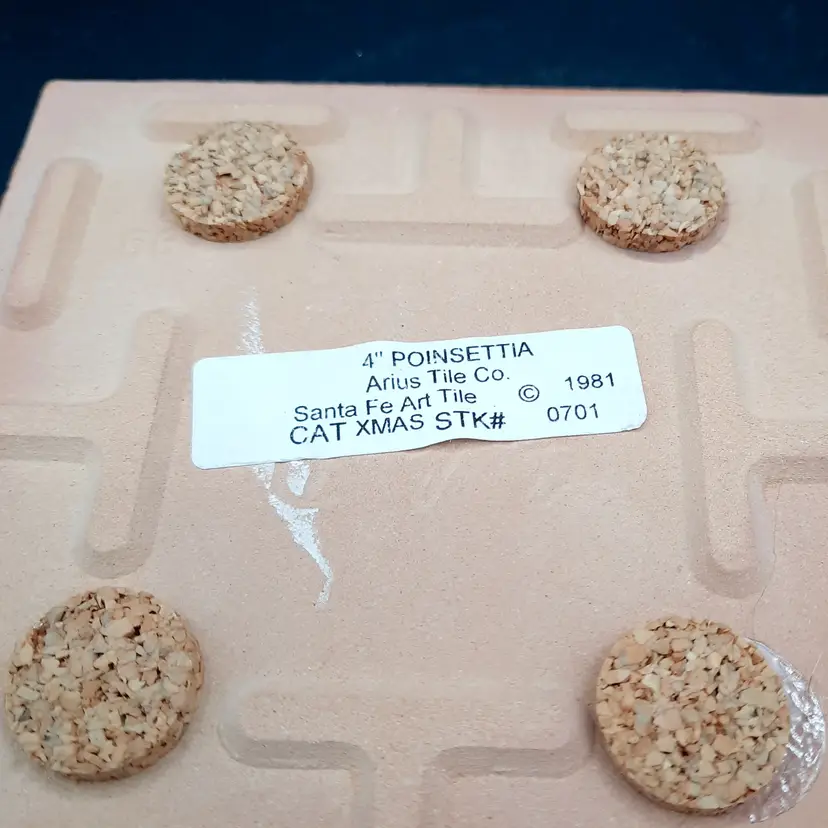 4" POINSETTIA
Arius Tile Co.
Santa Fe Art Tile © 1981
CAT XMAS STK# 0701